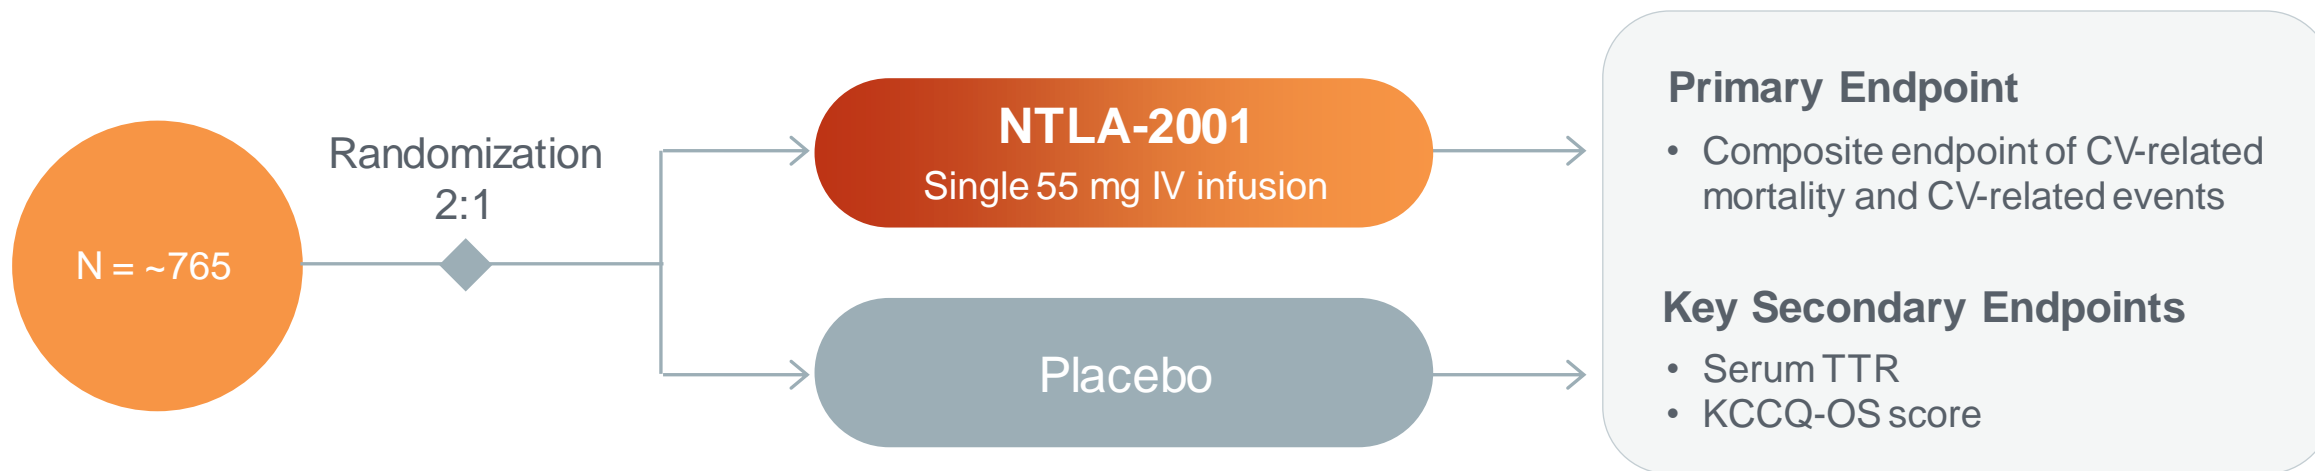 N = ~765
Randomization
2:1
NTLA-2001
Single 55 mg IV infusion
Placebo
Primary Endpoint
• Composite endpoint of CV-related
mortality and CV-related events
Key Secondary Endpoints
• Serum TTR
• KCCQ-OS score